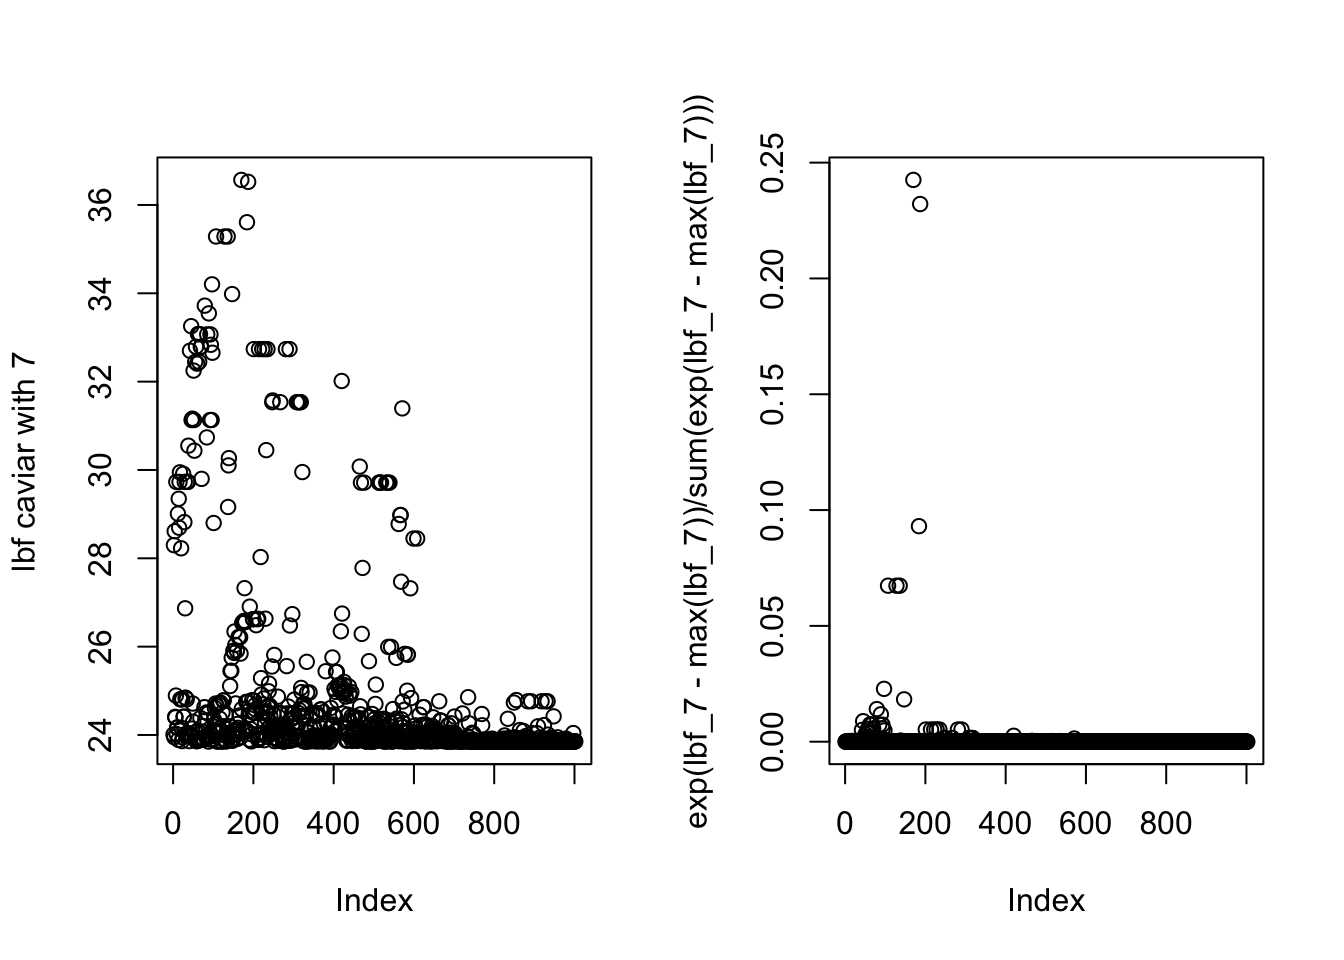 lbf caviar with 7
36
34
32
30
28
26
24
0 200 400 600 800
Index
exp(lbf_7 - max(lbf_7))/sum(exp(lbf_7 - max(lbf_7)))
0.25
0.20
0.15
0.10
0.05
0.00
0 200 400 600 800
Index